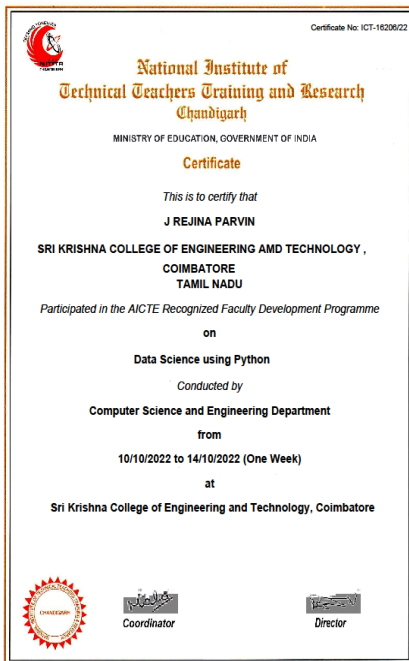 Certificate No: ICT-16206/22
NITTTR
CHANDIGARH
National Institute of
Technical Teachers Training and Research
Chandigarh
MINISTRY OF EDUCATION, GOVERNMENT OF INDIA
Certificate
This is to certify that
J REJINA PARVIN
SRI KRISHNA COLLEGE OF ENGINEERING AMD TECHNOLOGY ,
COIMBATORE
TAMIL NADU
Participated in the AICTE Recognized Faculty Development Programme
on
Data Science using Python
Conducted by
Computer Science and Engineering Department
from
10/10/2022 to 14/10/2022 (One Week)
at
Sri Krishna College of Engineering and Technology, Coimbatore
CHANDIGARH
Coordinator
Director